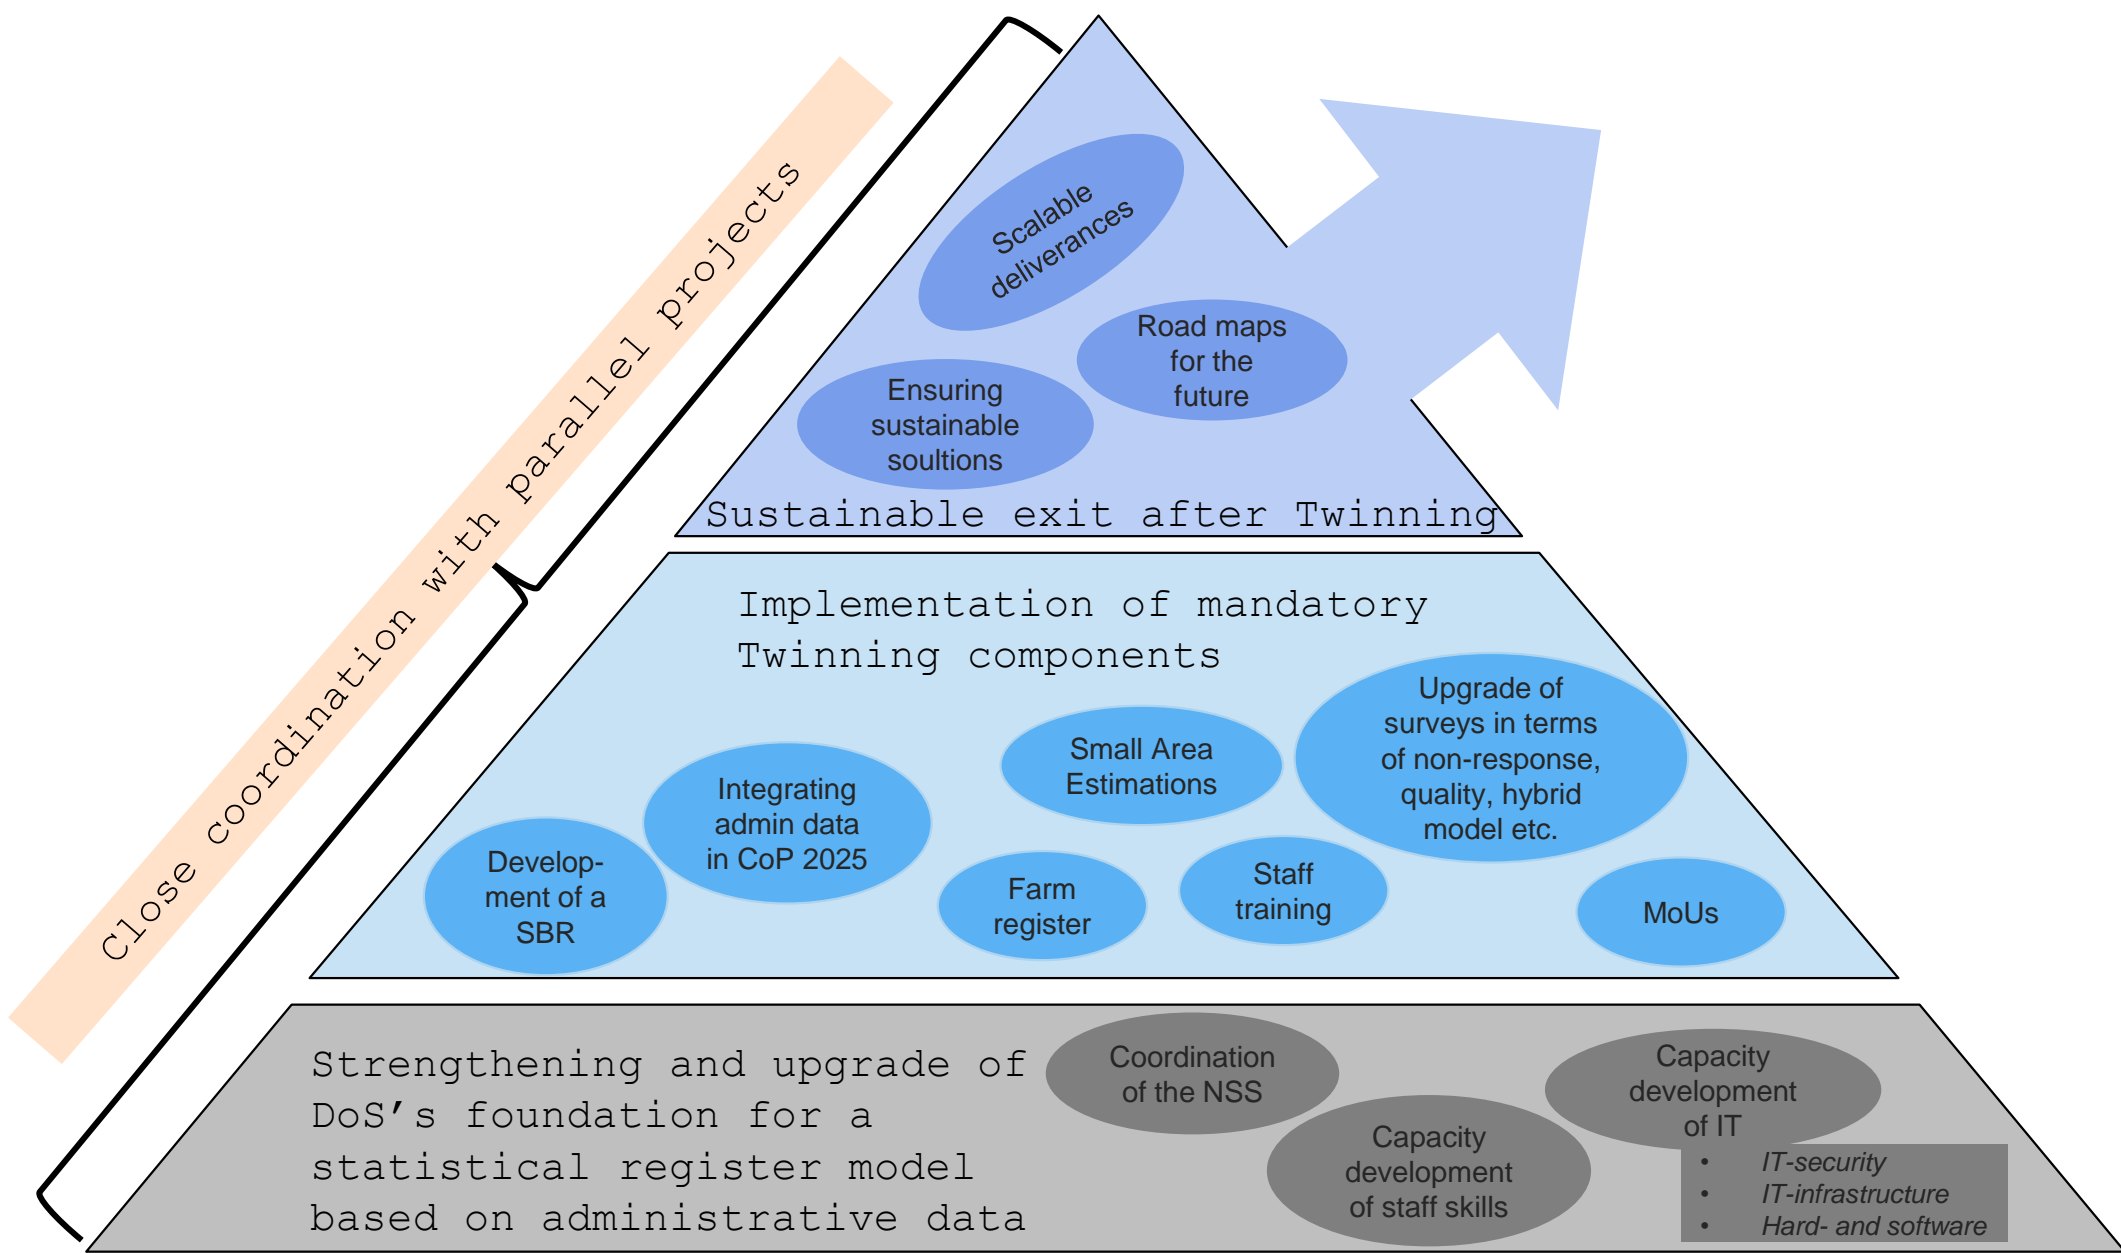 Close coordination with parallel projects
Scalable
deliverances
Road maps
for the
future
Ensuring
sustainable
soultions
Sustainable exit after Twinning
Implementation of mandatory
Twinning components
Upgrade of
surveys in terms
of non-response,
quality, hybrid
model etc.
Small Area
Estimations
Integrating
admin data
in CoP 2025
Develop-
ment of a
SBR
Farm
register
Staff
training
MoUs
Strengthening and upgrade of
DoS’s foundation for a
statistical register model
based on administrative data
Coordination
of the NSS
Capacity
development
of staff skills
Capacity
development
of IT
• IT-security
• IT-infrastructure
• Hard- and software